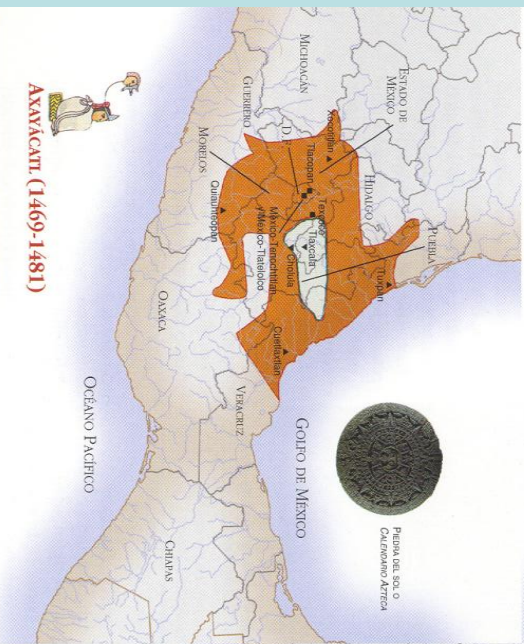 MICHOACÁN
ESTADO DE
MÉXICO
GUERRERO
MORELOS
D.F.
HIDALGO
PUEBLA
Xocotitlan
Tlacopan
Texcoco
Tlaxcala
Cholula
México-Tenochtitlan
y México-Tlatelolco
Quiauhteopan
Tuxpan
Cuetlaxtlan
OAXACA
VERACRUZ
CHIAPAS
GOLFO DE MÉXICO
OCÉANO PACÍFICO
PIEDRA DEL SOL O
CALENDARIO AZTECA
AXAYÁCATL (1469-1481)